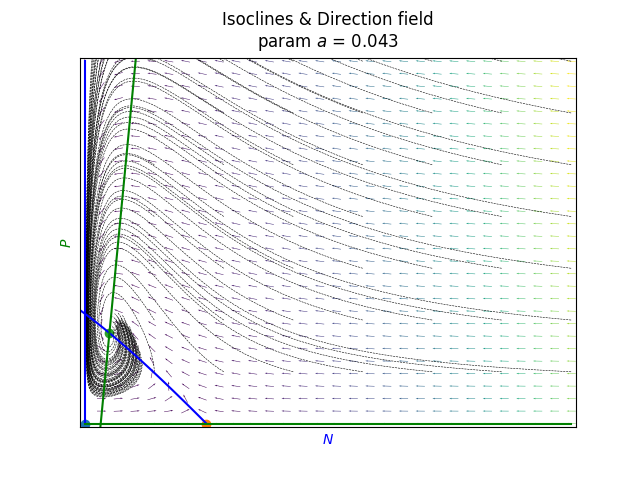 Isoclines & Direction field
param a = 0.043
P
N